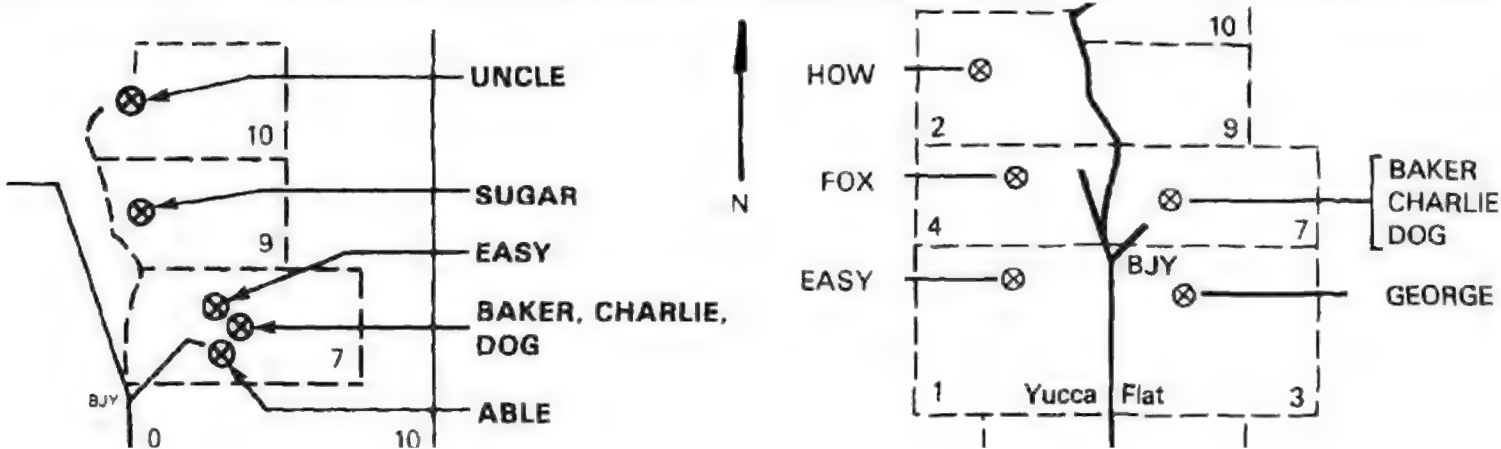 UNCLE
10
SUGAR
9
EASY
BAKER, CHARLIE,
DOG
7
ABLE
BJY
0
10
N
10
HOW
2
9
FOX
BAKER
CHARLIE
DOG
4
7
BJY
EASY
GEORGE
1
Yucca Flat
3